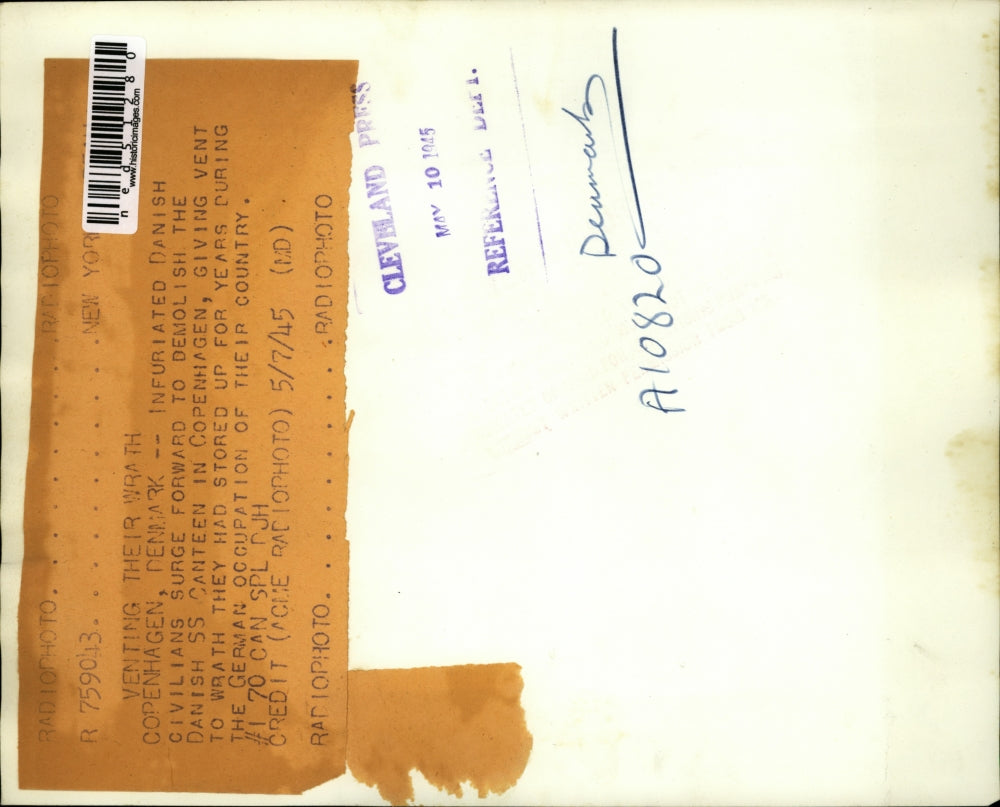 RADIOPHOTO. . . . . . . . . . .RADIOPHOTO
R 759043. . . . . . . . . . . .NEW YORK
VENTING THEIR WRATH
COPENHAGEN, DENMARK -- INFURIATED DANISH
CIVILIANS SURGE FORWARD TO DEMOLISH THE
DANISH SS CANTEEN IN COPENHAGEN, GIVING VENT
TO WRATH THEY HAD STORED UP FOR YEARS DURING
THE GERMAN OCCUPATION OF THEIR COUNTRY.
#1 70 CAN SPL DJH
CREDIT (ACME RADIOPHOTO) 5/7/45 (MD)
RADIOPHOTO. . . . . . . . . . .RADIOPHOTO
ned51280
www.historicimages.com
CLEVELAND PRESS
MAY 10 1945
REFERENCE DEPT.
Denmark
A10820